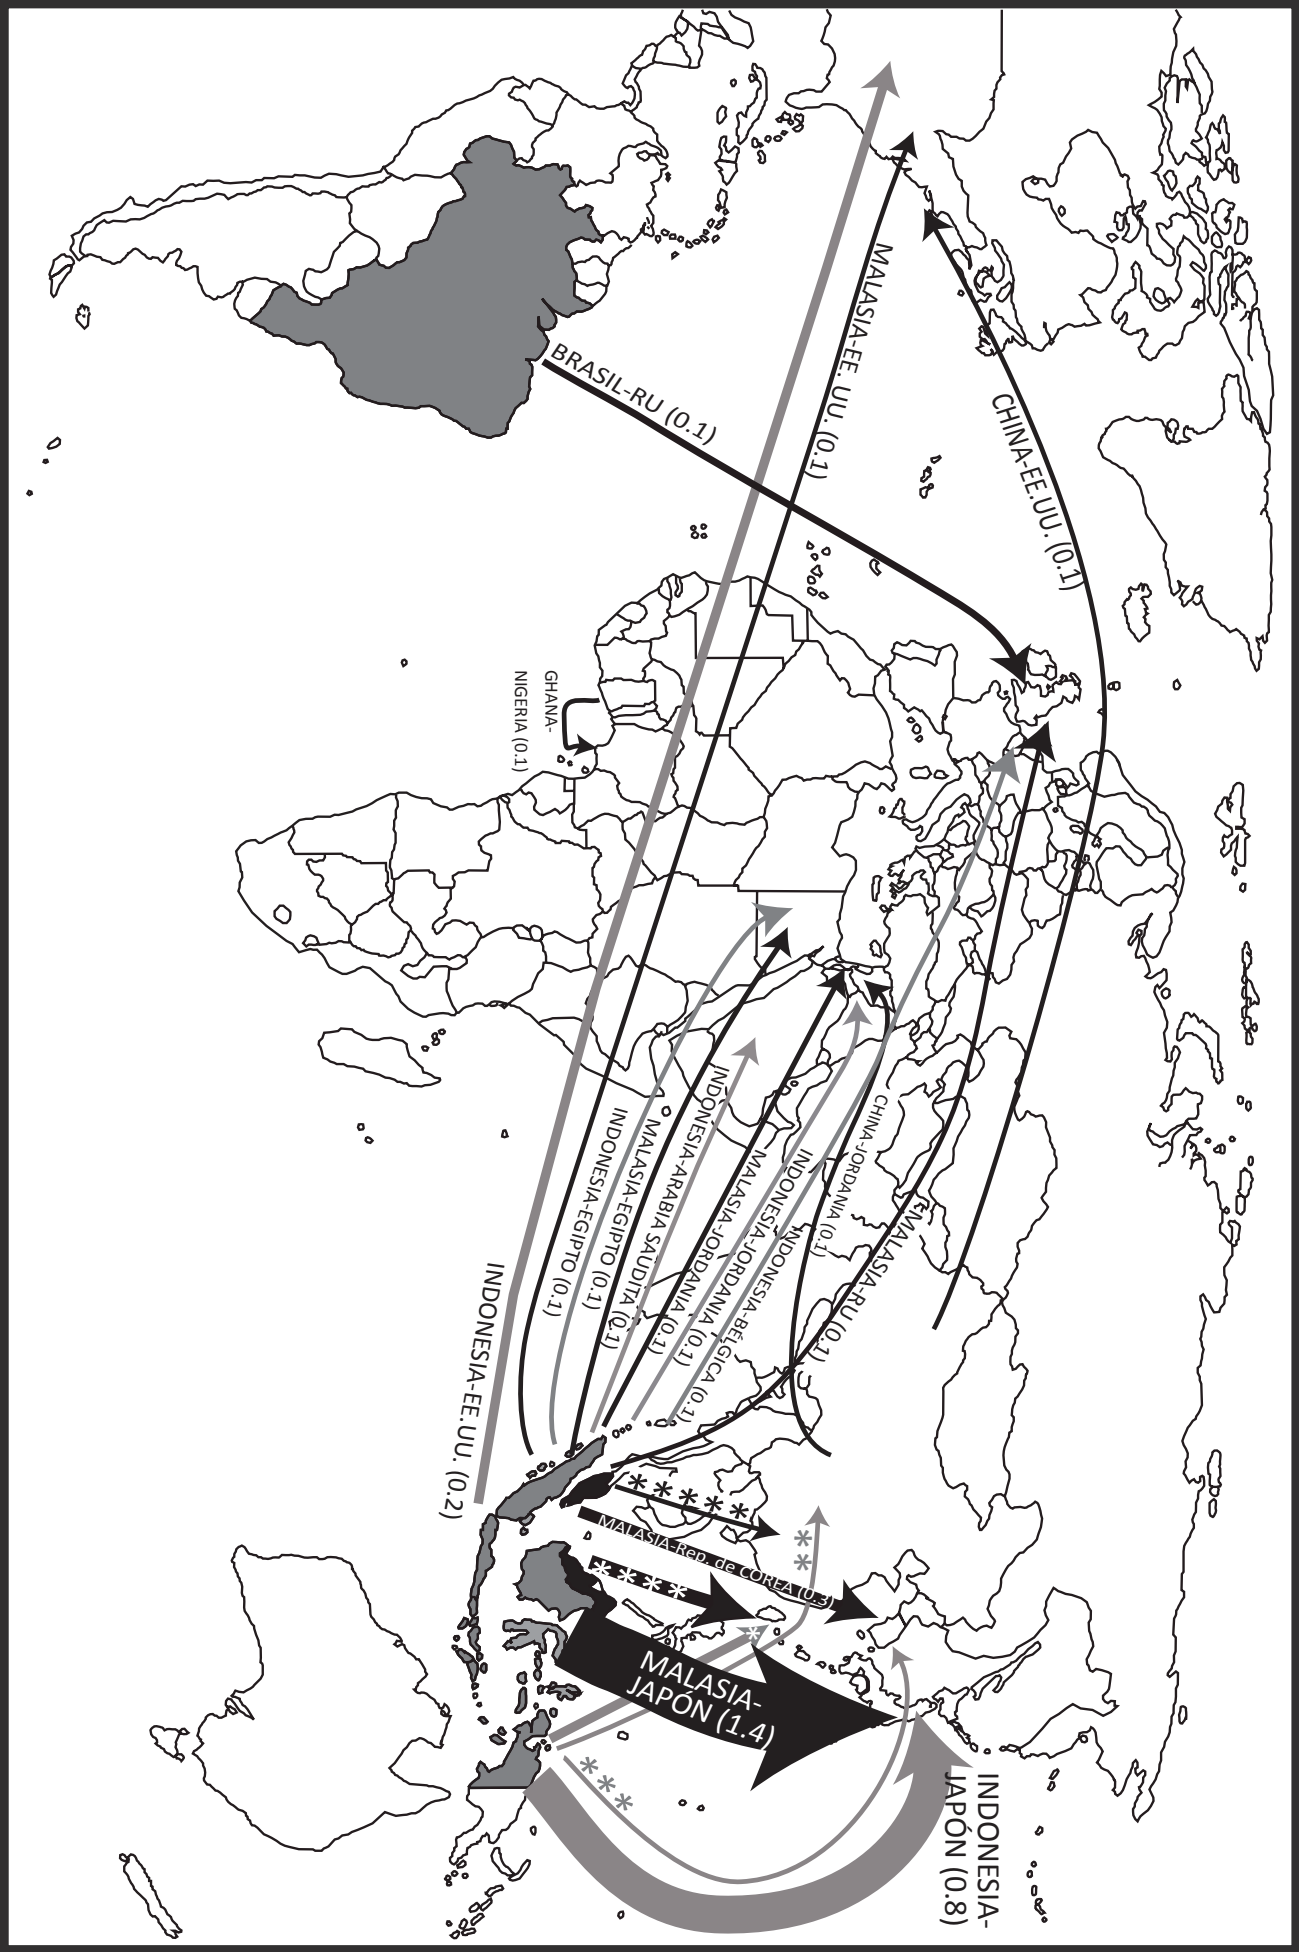 BRASIL-RU (0.1)
MALASIA-EE. UU. (0.1)
CHINA-EE.UU. (0.1)
GHANA-
NIGERIA (0.1)
INDONESIA-EE.UU. (0.2)
INDONESIA-EGIPTO (0.1)
MALASIA-EGIPTO (0.1)
INDONESIA-ARABIA SAUDITA (0.1)
MALASIA-JORDANIA (0.1)
INDONESIA-JORDANIA (0.1)
INDONESIA-BÉLGICA (0.1)
CHINA-JORDANIA (0.1)
MALASIA-RU (0.1)
*****
MALASIA-Rep. de COREA (0.3)
**
****
*
MALASIA-
JAPÓN (1.4)
***
INDONESIA-
JAPÓN (0.8)